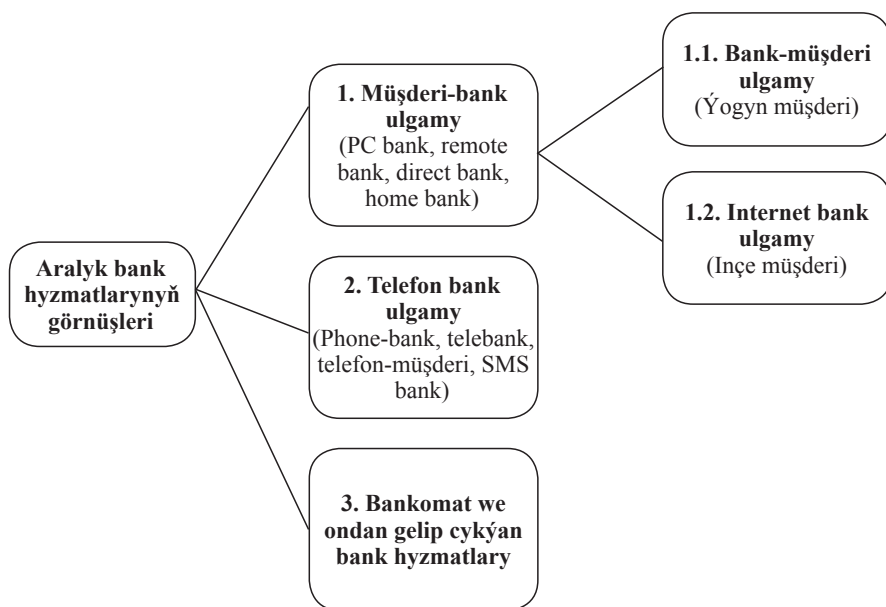 Aralyk bank
hyzmatlarynyň
görnüşleri
1. Müşderi-bank
ulgamy
(PC bank, remote
bank, direct bank,
home bank)
1.1. Bank-müşderi
ulgamy
(Ýogyn müşderi)
1.2. Internet bank
ulgamy
(Inçe müşderi)
2. Telefon bank
ulgamy
(Phone-bank, telebank,
telefon-müşderi, SMS
bank)
3. Bankomat we
ondan gelip cykýan
bank hyzmatlary